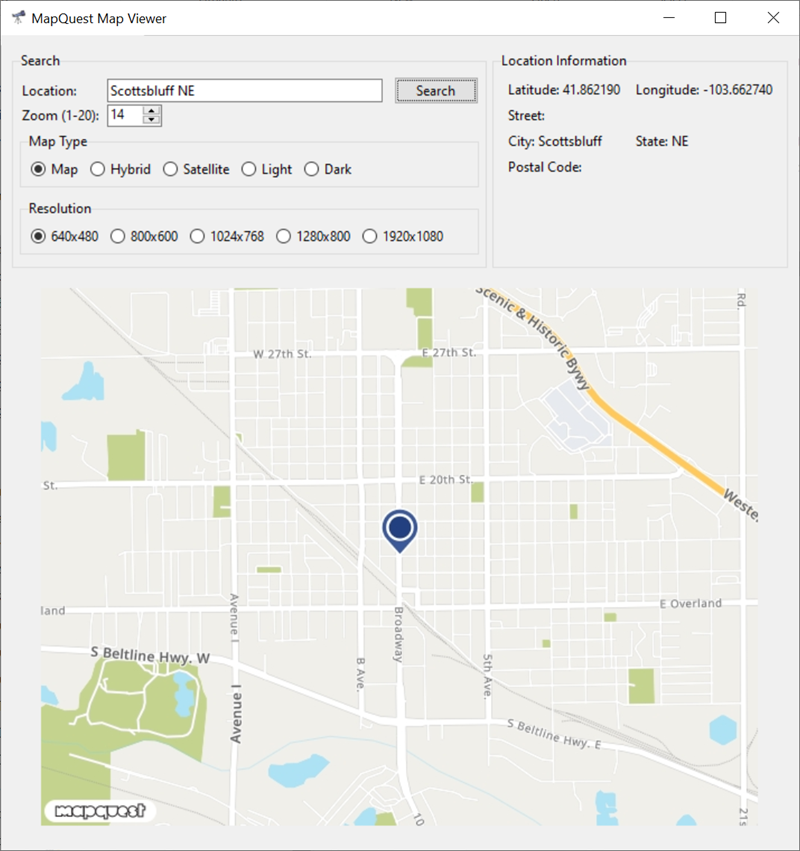 MapQuest Map Viewer
Search
Location:
Scottsbluff NE
Search
Zoom (1-20):
14
Map Type
Map
Hybrid
Satellite
Light
Dark
Resolution
640x480
800x600
1024x768
1280x800
1920x1080
Location Information
Latitude: 41.862190
Longitude: -103.662740
Street:
City: Scottsbluff
State: NE
Postal Code:
Scenic & Historic Bywy
Rd.
W 27th St.
E 27th St.
St.
E 20th St.
Weste.
land
E Overland
Avenue I
Broadway
S Beltline Hwy. W
B Ave.
5th Ave.
Avenue I
S Beltline Hwy. E
mapquest
10
21s